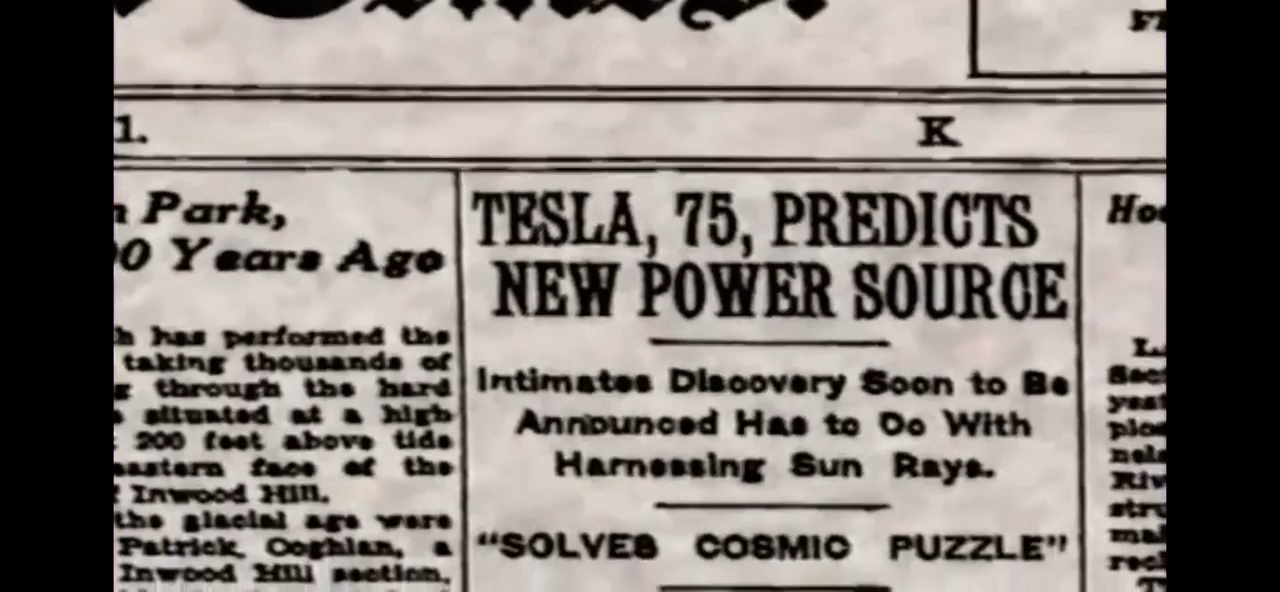 1.
K
n Park,
00 Years Ago
h has performed the
taking thousands of
g through the hard
s situated at a high
200 feet above tide
eastern face of the
f Inwood Hill.
the glacial age were
Patrick Coghlan, a
Inwood Hill section,
TESLA, 75, PREDICTS
NEW POWER SOURCE
Intimates Discovery Soon to Be
Announced Has to Do With
Harnessing Sun Rays.
"SOLVES COSMIC PUZZLE"